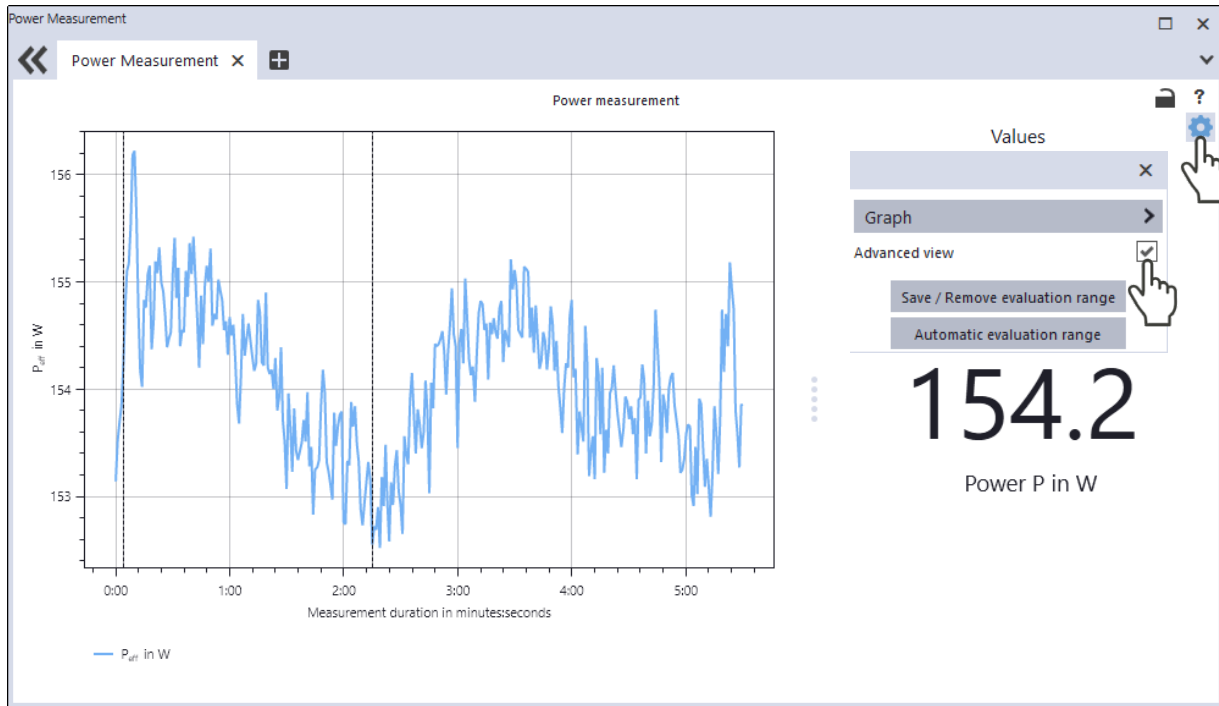 Power Measurement
Power Measurement
Power measurement
?
Values
Graph
Advanced view
Save / Remove evaluation range
Automatic evaluation range
154.2
Power P in W
156
155
154
153
Peff in W
0:00 1:00 2:00 3:00 4:00 5:00
Measurement duration in minutes:seconds
Peff in W